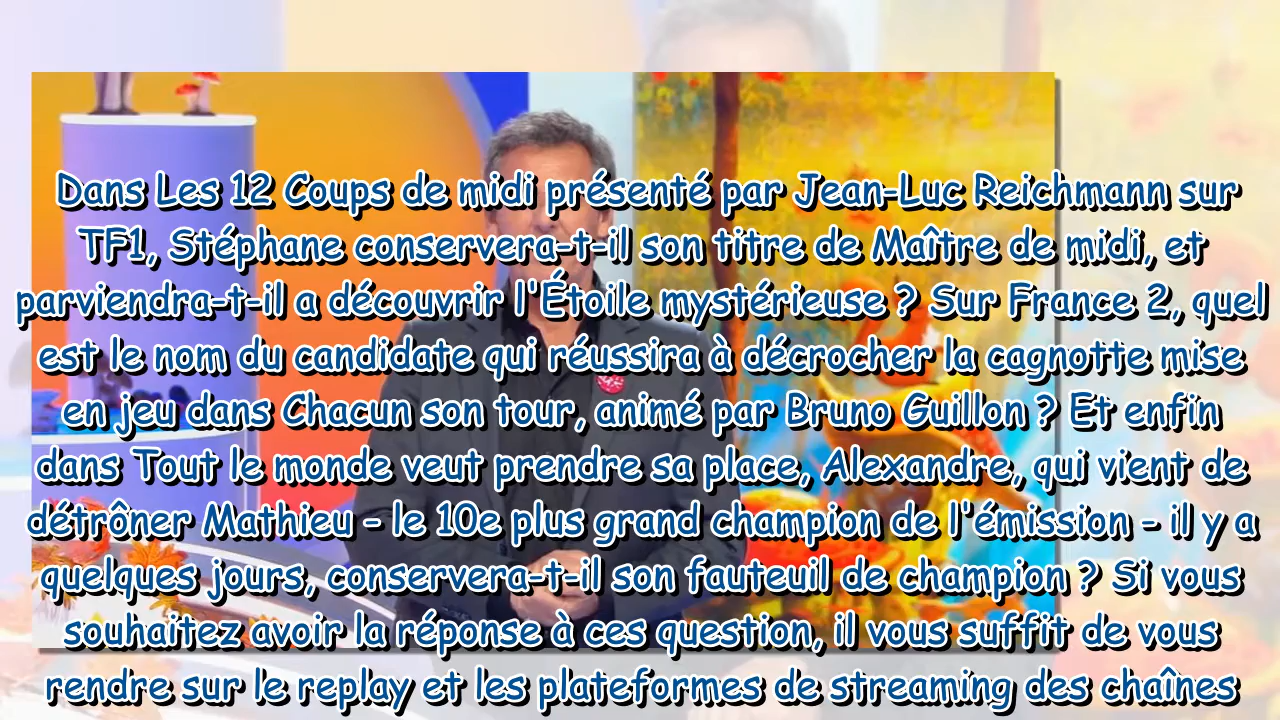 Dans Les 12 Coups de midi présenté par Jean-Luc Reichmann sur
TF1, Stéphane conservera-t-il son titre de Maître de midi, et
parviendra-t-il a découvrir l'Étoile mystérieuse ? Sur France 2, quel
est le nom du candidate qui réussira à décrocher la cagnotte mise
en jeu dans Chacun son tour, animé par Bruno Guillon ? Et enfin
dans Tout le monde veut prendre sa place, Alexandre, qui vient de
détrôner Mathieu - le 10e plus grand champion de l'émission - il y a
quelques jours, conservera-t-il son fauteuil de champion ? Si vous
souhaitez avoir la réponse à ces question, il vous suffit de vous
rendre sur le replay et les plateformes de streaming des chaînes